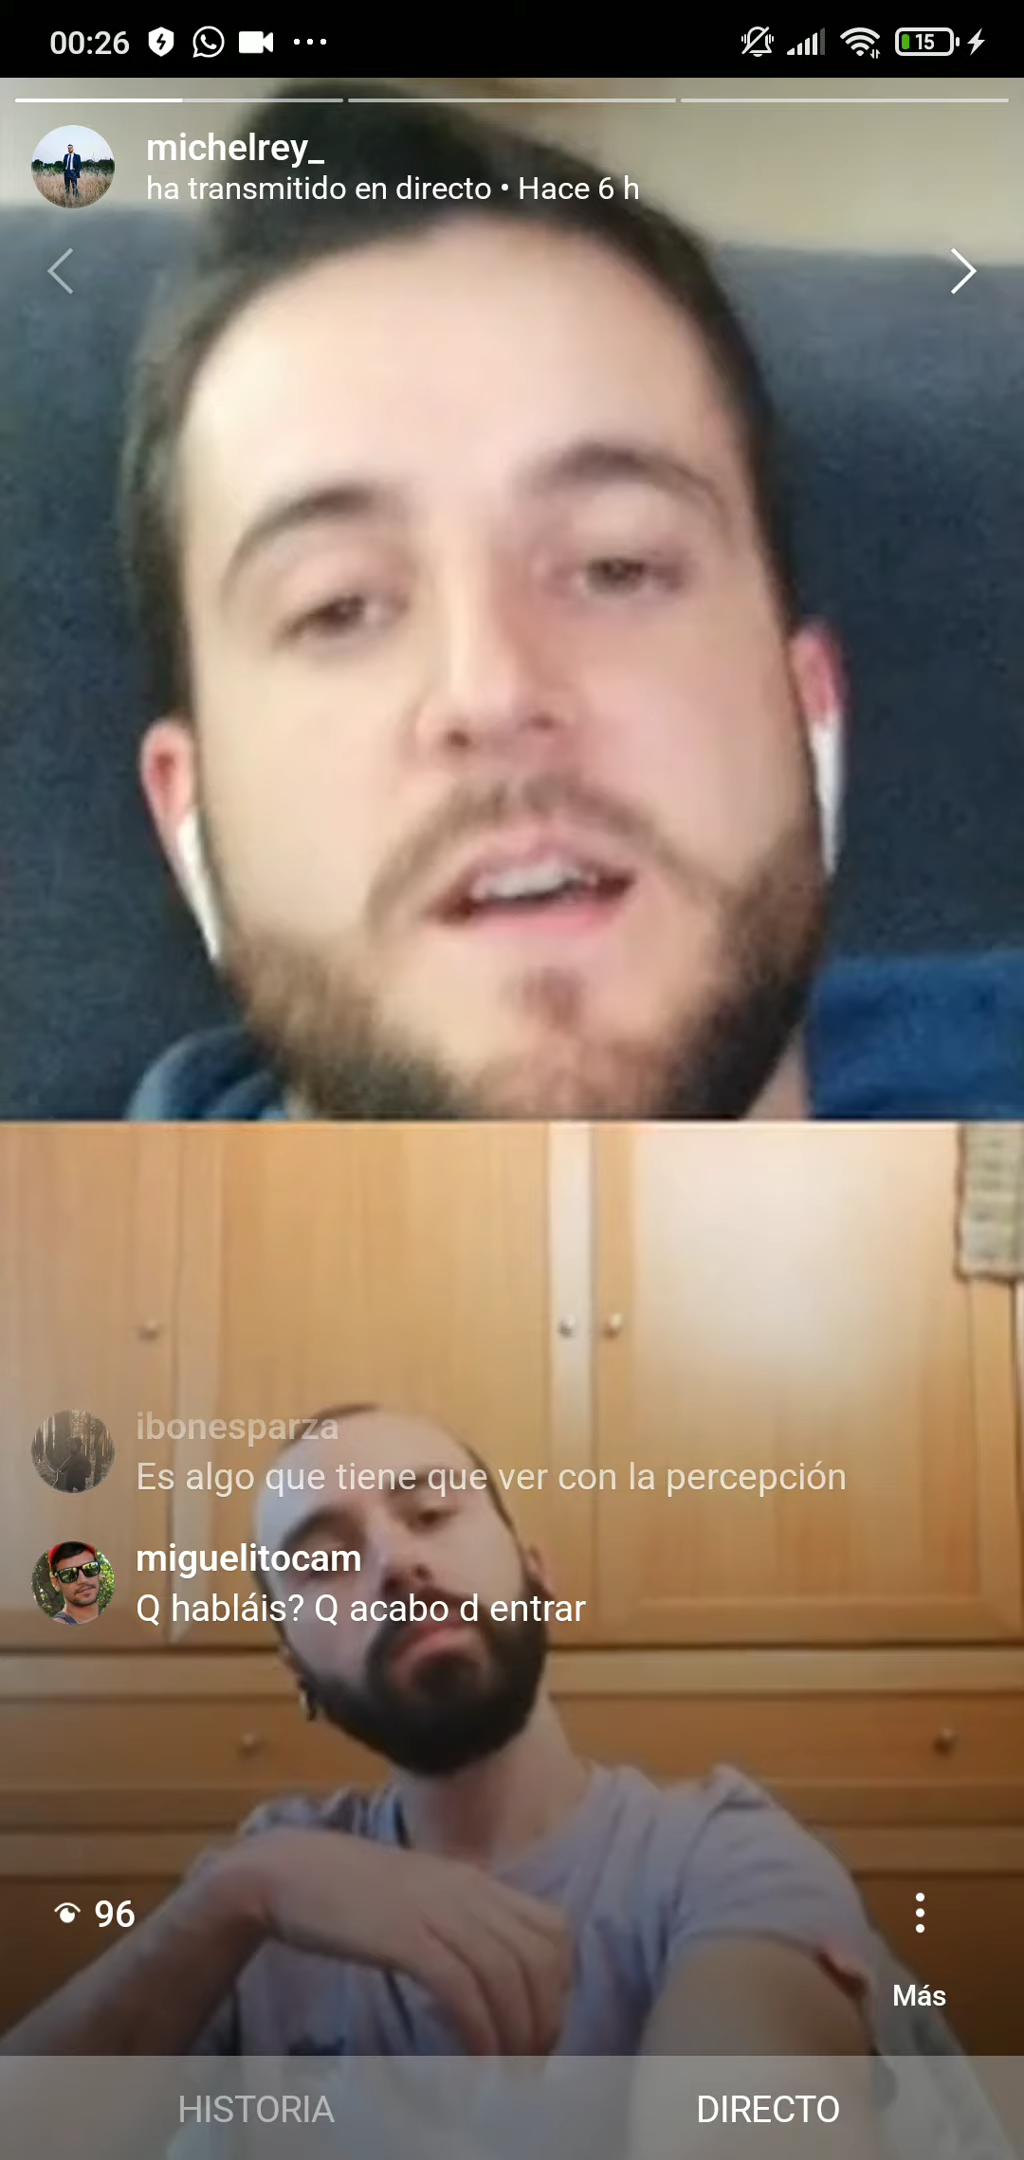 00:26
15
michelrey_
ha transmitido en directo • Hace 6 h
ibonesparza
Es algo que tiene que ver con la percepción
miguelitocam
Q habláis? Q acabo d entrar
96
Más
HISTORIA
DIRECTO